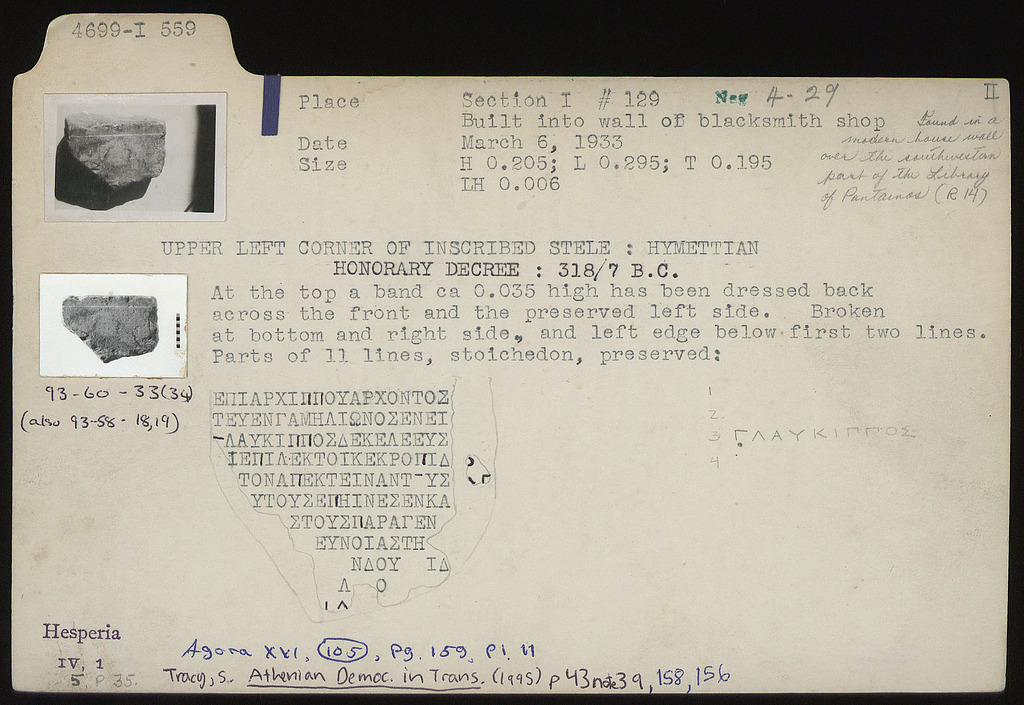 4699-I 559
II
Place Section I # 129 Neg 4-29
Built into wall of blacksmith shop
Date March 6, 1933
Size H 0.205; L 0.295; T 0.195
LH 0.006
Found in a
modern house wall
over the southwestern
part of the Library
of Pantainos (R 14)
UPPER LEFT CORNER OF INSCRIBED STELE : HYMETTIAN
HONORARY DECREE : 318/7 B.C.
At the top a band ca 0.035 high has been dressed back
across the front and the preserved left side. Broken
at bottom and right side, and left edge below first two lines.
Parts of 11 lines, stoichedon, preserved:
93-60-33(34)
(also 93-58-18,19)
ΕΠΙΑΡΧΙΠΠΟΥΑΡΧΟΝΤΟΣ
ΤΕΥΕΝΓΑΜΗΛΙΩΝΟΣΕΝΕΙ
ΛΑΥΚΙΠΠΟΣΔΕΚΕΛΕΕΥΣ
ΙΕΠΙΛΕΚΤΟΙΚΕΚΡΟΠΙΔ
ΤΟΝΑΠΕΚΤΕΙΝΑΝΤ ΥΣ
ΥΤΟΥΣΕΠΗΙΝΕΣΕΝΚΑ
ΣΤΟΥΣΠΑΡΑΓΕΝ
ΕΥΝΟΙΑΣΤΗ
ΝΔΟΥ ΙΔ
Λ Ο
Ι Λ
1
2
3 ΓΛΑΥΚΙΠΠΟΣ
4
Hesperia
IV, 1
5 P 35.
Agora XVI, 105, pg. 159, pl. 11
Tracy, S. Athenian Democ. in Trans. (1995) p 43 note 39, 158, 156